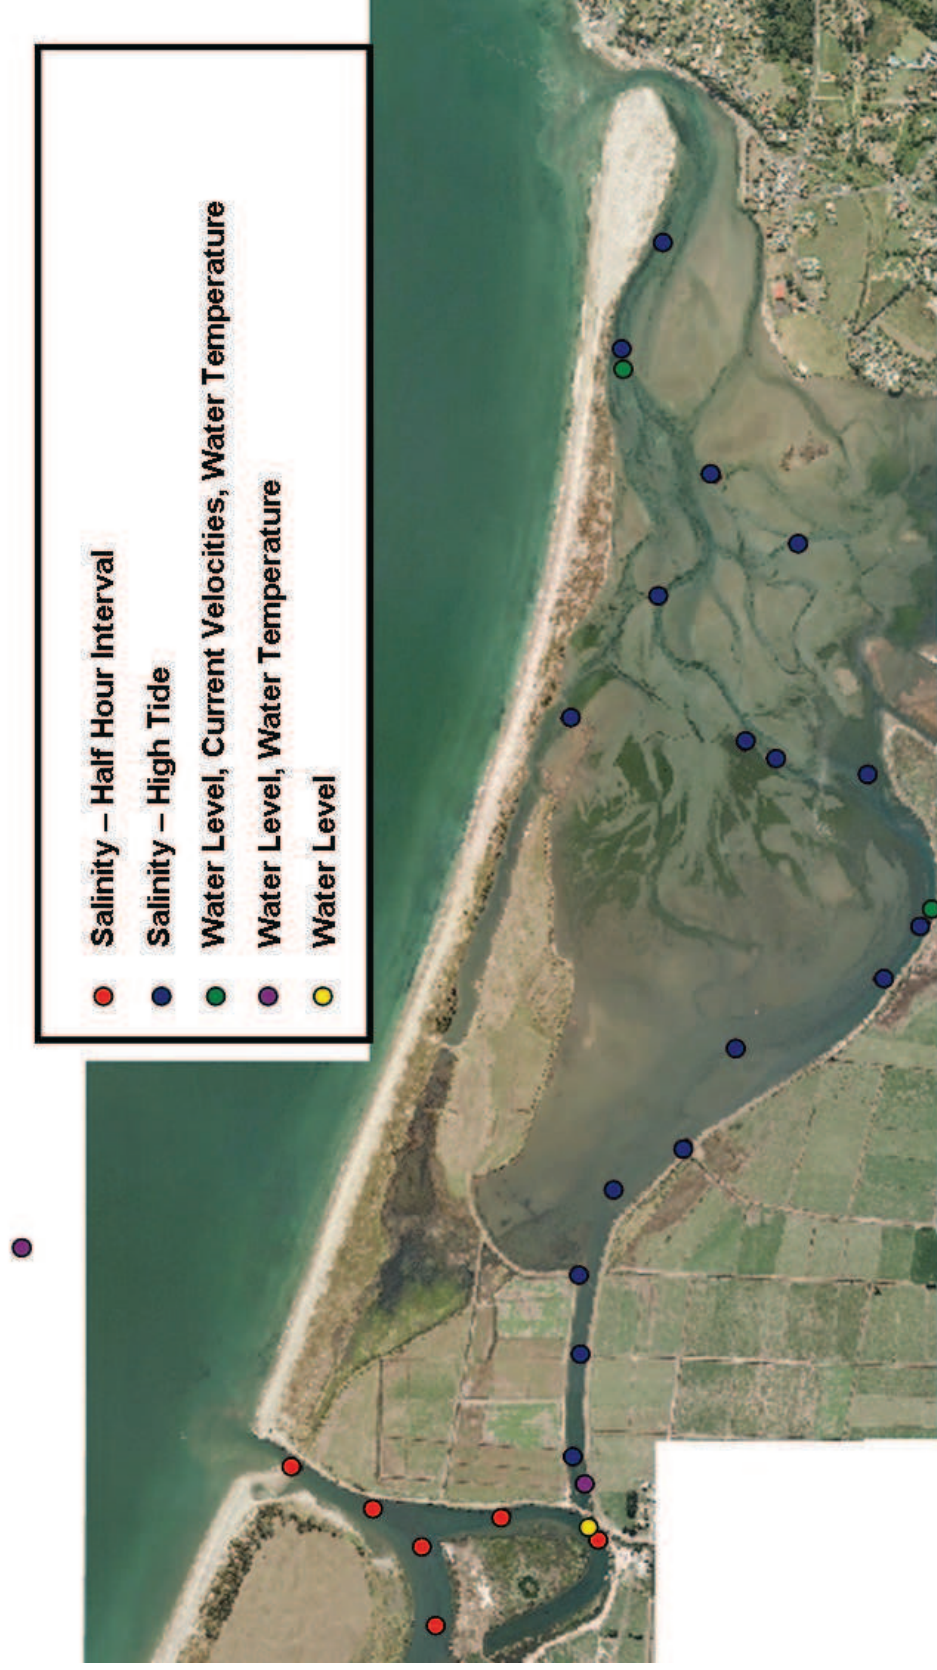 Salinity – Half Hour Interval
Salinity – High Tide
Water Level, Current Velocities, Water Temperature
Water Level, Water Temperature
Water Level